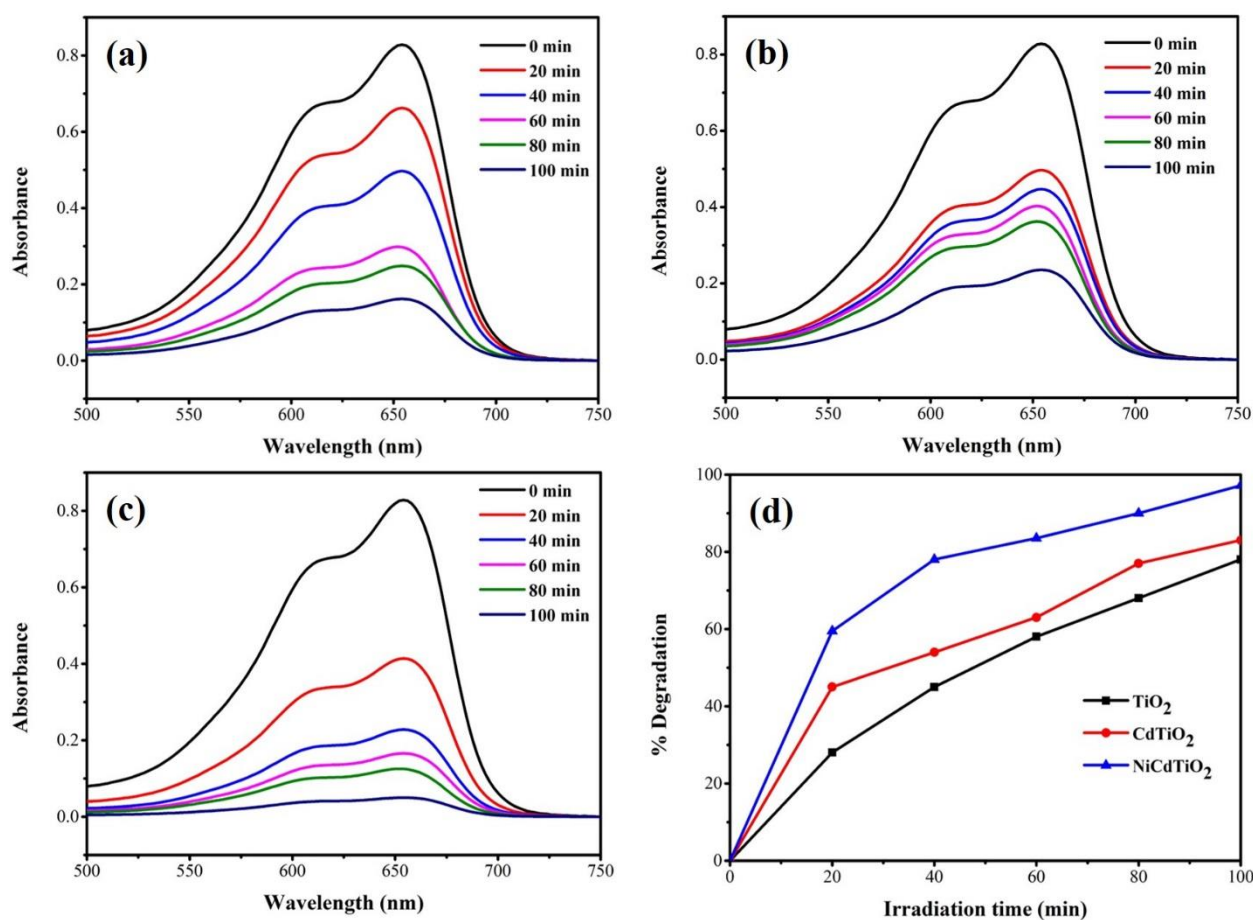 (a)
0 min
20 min
40 min
60 min
80 min
100 min
0.8
0.6
0.4
0.2
0.0
Absorbance
500
550
600
650
700
750
Wavelength (nm)
(b)
0 min
20 min
40 min
60 min
80 min
100 min
0.8
0.6
0.4
0.2
0.0
Absorbance
500
550
600
650
700
750
Wavelength (nm)
(c)
0 min
20 min
40 min
60 min
80 min
100 min
0.8
0.6
0.4
0.2
0.0
Absorbance
500
550
600
650
700
750
Wavelength (nm)
(d)
100
80
60
40
20
0
% Degradation
TiO₂
CdTiO₂
NiCdTiO₂
0
20
40
60
80
100
Irradiation time (min)